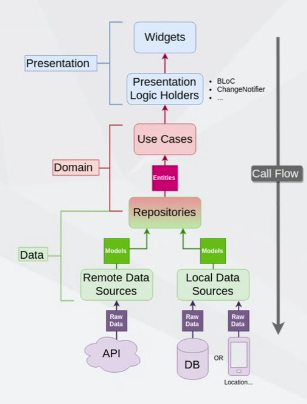 Widgets
Presentation
Presentation
Logic Holders
• BLoC
• ChangeNotifier
• ...
Use Cases
Domain
Entities
Call Flow
Repositories
Data
Models
Models
Remote Data
Sources
Local Data
Sources
Raw
Data
Raw
Data
Raw
Data
API
DB
OR
Location...